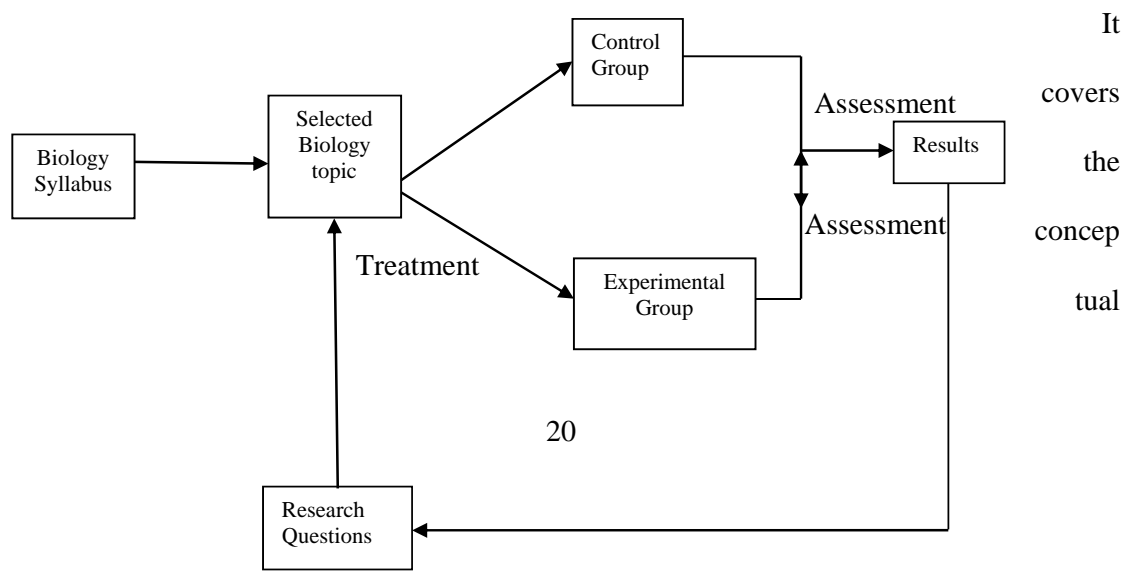 Biology
Syllabus
Selected
Biology
topic
Control
Group
Treatment
Experimental
Group
Assessment
Assessment
Results
It
covers
the
concep
tual
20
Research
Questions